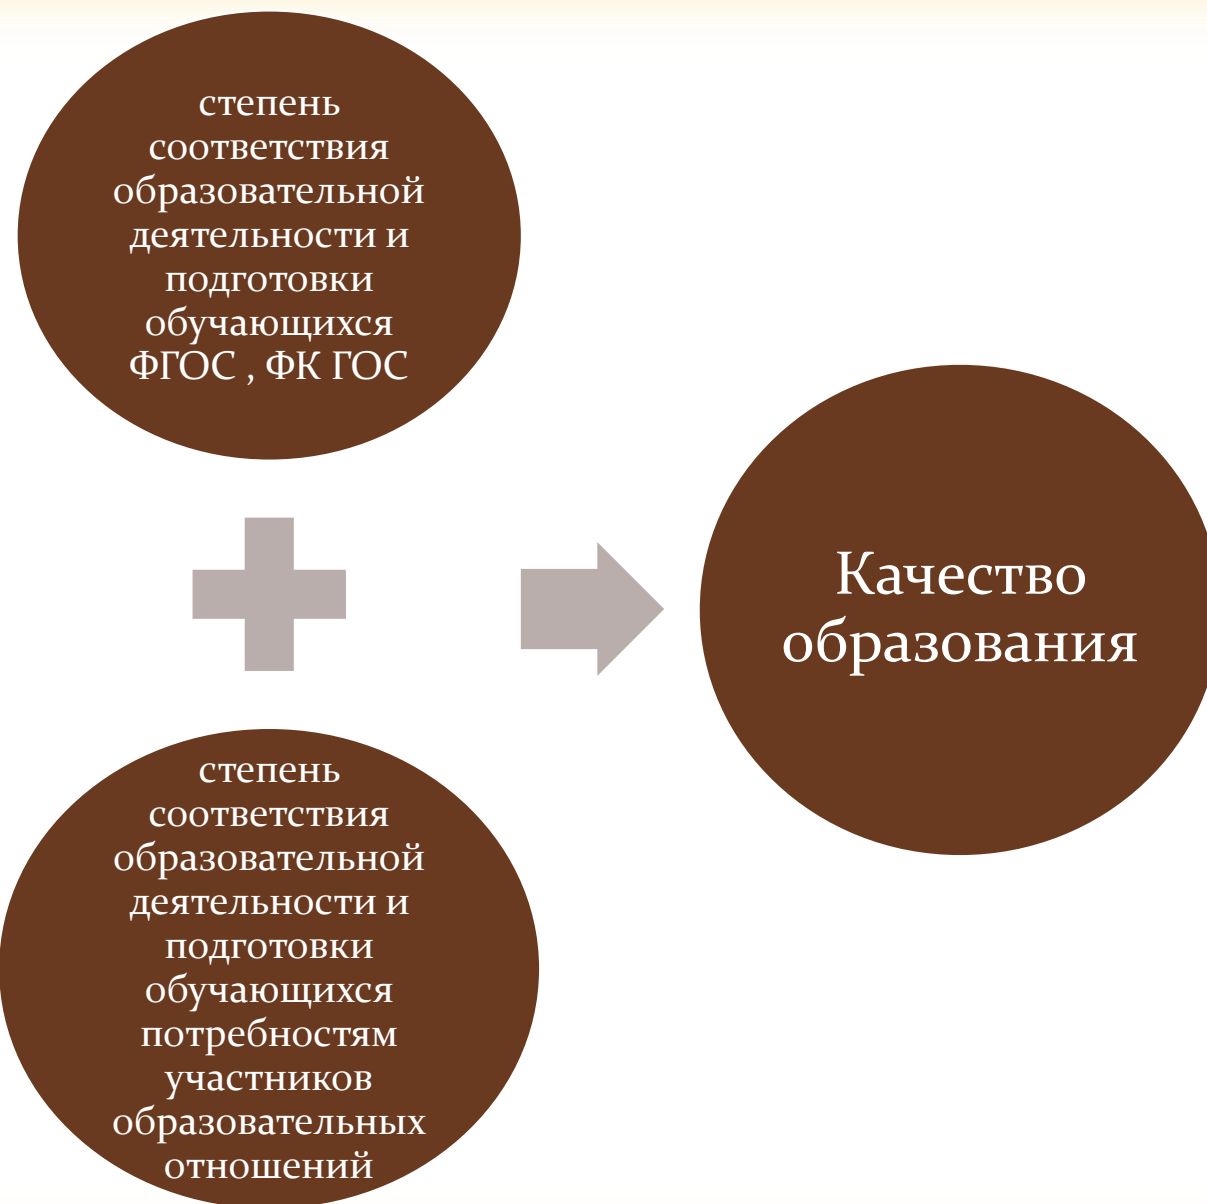 степень
соответствия
образовательной
деятельности и
подготовки
обучающихся
ФГОС , ФК ГОС
степень
соответствия
образовательной
деятельности и
подготовки
обучающихся
потребностям
участников
образовательных
отношений
Качество
образования